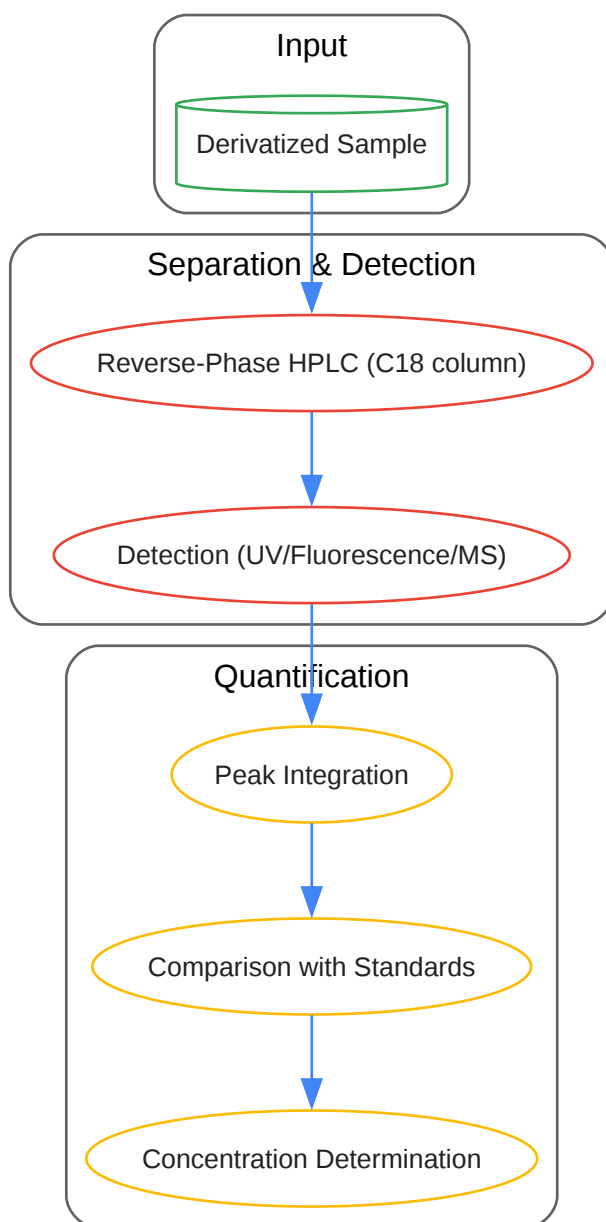 Input
Derivatized Sample
Separation & Detection
Reverse-Phase HPLC (C18 column)
Detection (UV/Fluorescence/MS)
Quantification
Peak Integration
Comparison with Standards
Concentration Determination